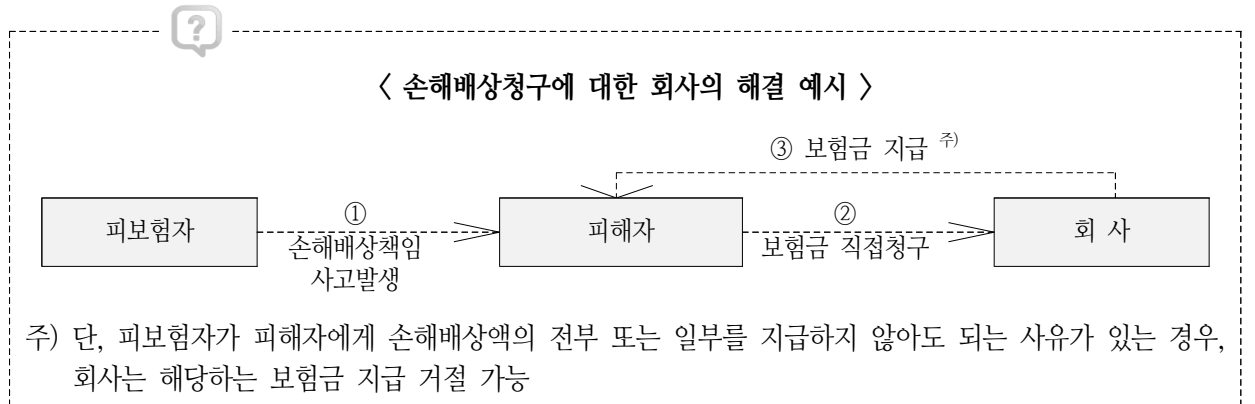 ?
〈 손해배상청구에 대한 회사의 해결 예시 〉
③ 보험금 지급 주)
피보험자
①
손해배상책임
사고발생
피해자
②
보험금 직접청구
회 사
주) 단, 피보험자가 피해자에게 손해배상액의 전부 또는 일부를 지급하지 않아도 되는 사유가 있는 경우,
회사는 해당하는 보험금 지급 거절 가능